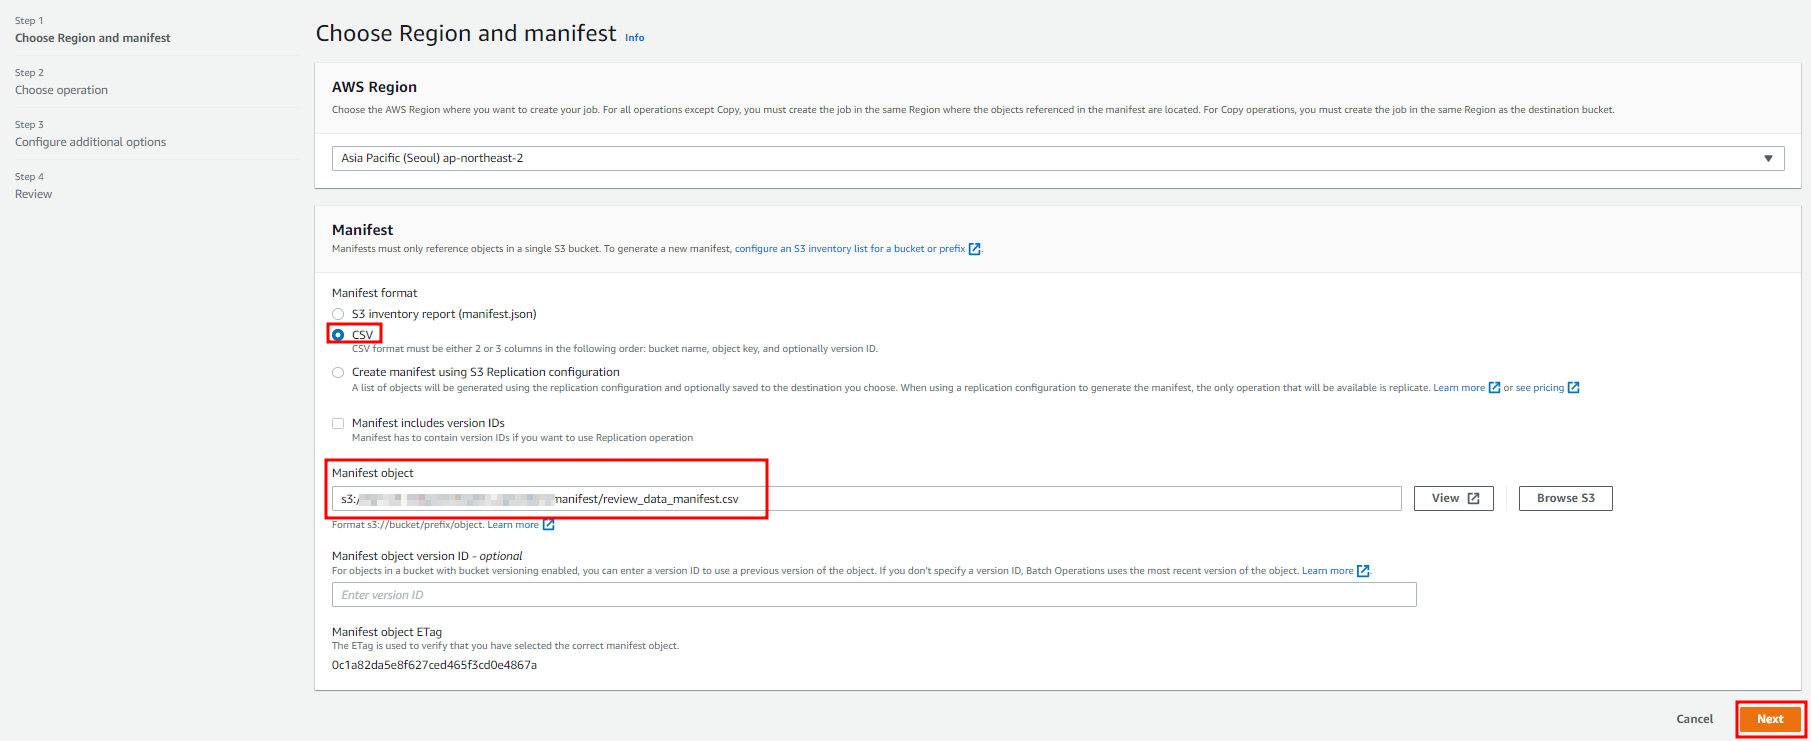 Step 1
Choose Region and manifest
Step 2
Choose operation
Step 3
Configure additional options
Step 4
Review
Choose Region and manifest Info
AWS Region
Choose the AWS Region where you want to create your job. For all operations except Copy, you must create the job in the same Region where the objects referenced in the manifest are located. For Copy operations, you must create the job in the same Region as the destination bucket.
Asia Pacific (Seoul) ap-northeast-2
Manifest
Manifests must only reference objects in a single S3 bucket. To generate a new manifest, configure an S3 inventory list for a bucket or prefix.
Manifest format
S3 inventory report (manifest.json)
CSV
CSV format must be either 2 or 3 columns in the following order: bucket name, object key, and optionally version ID.
Create manifest using S3 Replication configuration
A list of objects will be generated using the replication configuration and optionally saved to the destination you choose. When using a replication configuration to generate the manifest, the only operation that will be available is replicate. Learn more or see pricing
Manifest includes version IDs
Manifest has to contain version IDs if you want to use Replication operation
Manifest object
s3:/ manifest/review_data_manifest.csv
View
Browse S3
Format s3://bucket/prefix/object. Learn more
Manifest object version ID - optional
For objects in a bucket with bucket versioning enabled, you can enter a version ID to use a previous version of the object. If you don't specify a version ID, Batch Operations uses the most recent version of the object. Learn more.
Enter version ID
Manifest object ETag
The ETag is used to verify that you have selected the correct manifest object.
0c1a82da5e8f627ced465f3cd0e4867a
Cancel
Next